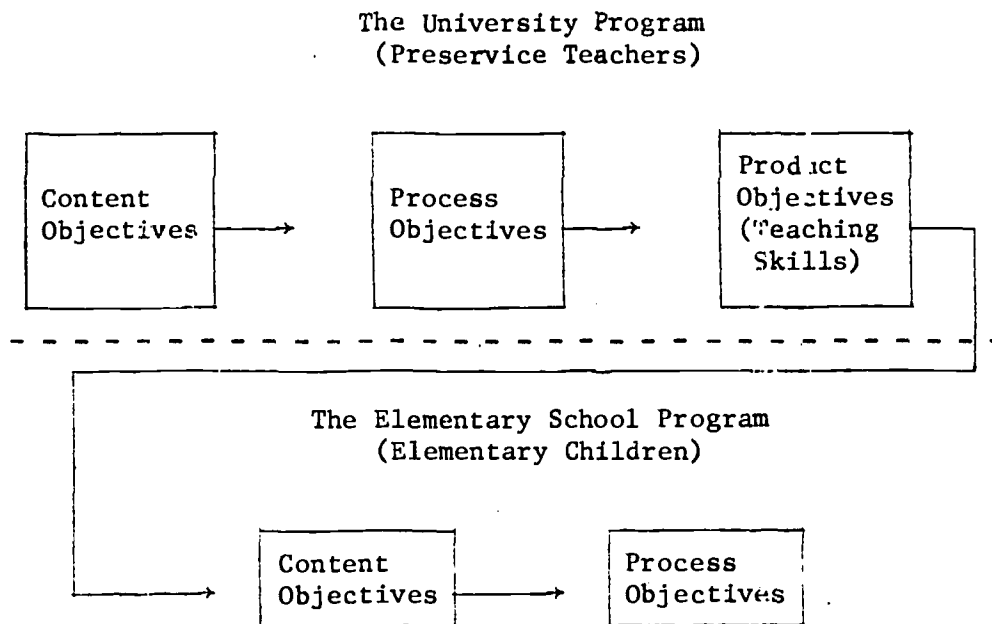 The University Program
(Preservice Teachers)
Content
Objectives
Process
Objectives
Product
Objectives
(Teaching
Skills)
The Elementary School Program
(Elementary Children)
Content
Objectives
Process
Objectives